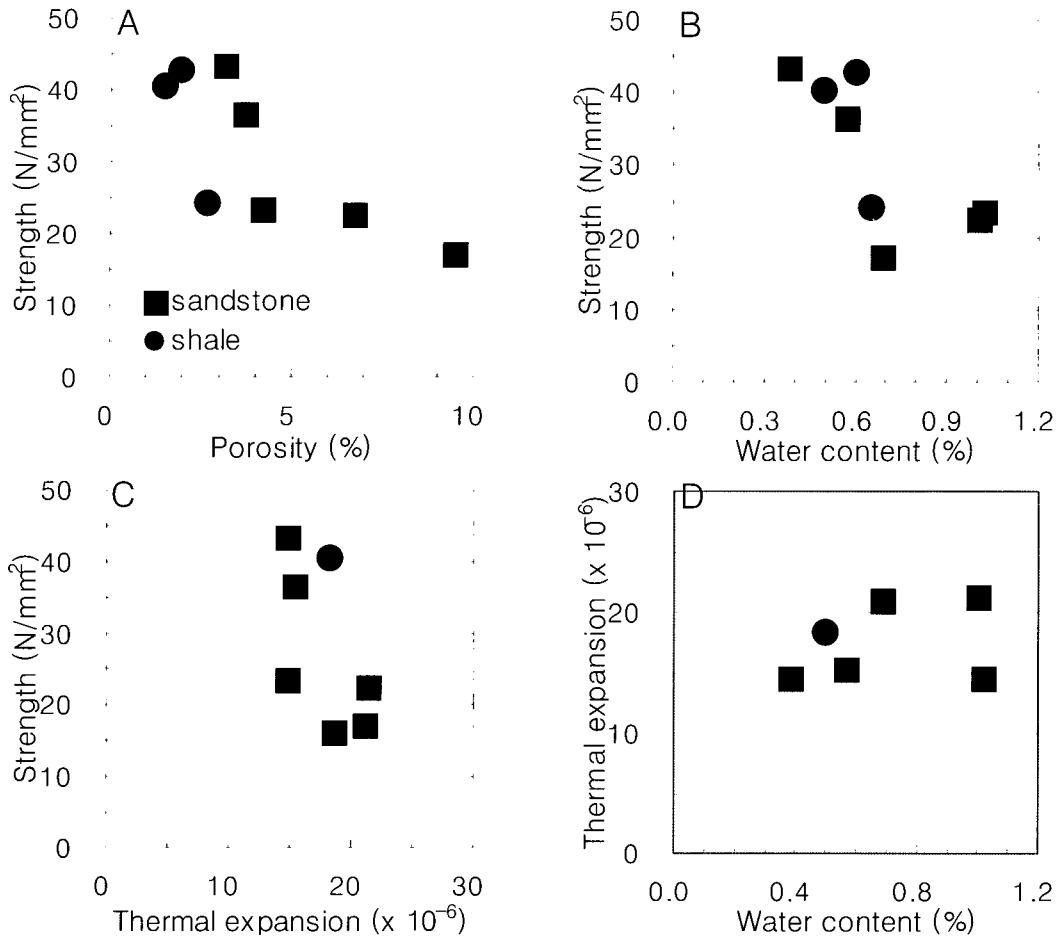 A
50
40
30
20
10
0
Strength (N/mm²)
■ sandstone
● shale
0 5 10
Porosity (%)
B
50
40
30
20
10
0
Strength (N/mm²)
0.0 0.3 0.6 0.9 1.2
Water content (%)
C
50
40
30
20
10
0
Strength (N/mm²)
0 10 20 30
Thermal expansion (x 10⁻⁶)
D
30
20
10
0
Thermal expansion (x 10⁻⁶)
0.0 0.4 0.8 1.2
Water content (%)